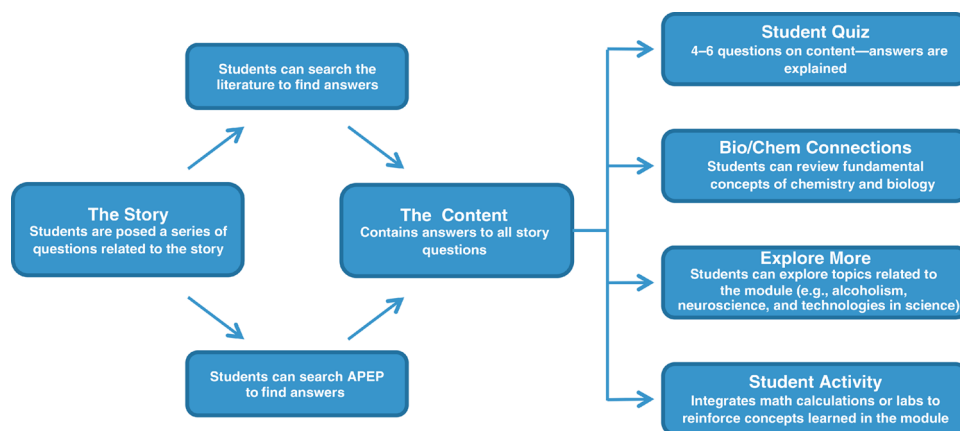 Students can search the
literature to find answers
The Story
Students are posed a series of
questions related to the story
Students can search APEP
to find answers
The Content
Contains answers to all story
questions
Student Quiz
4–6 questions on content—answers are
explained
Bio/Chem Connections
Students can review fundamental
concepts of chemistry and biology
Explore More
Students can explore topics related to
the module (e.g., alcoholism,
neuroscience, and technologies in science)
Student Activity
Integrates math calculations or labs to
reinforce concepts learned in the module